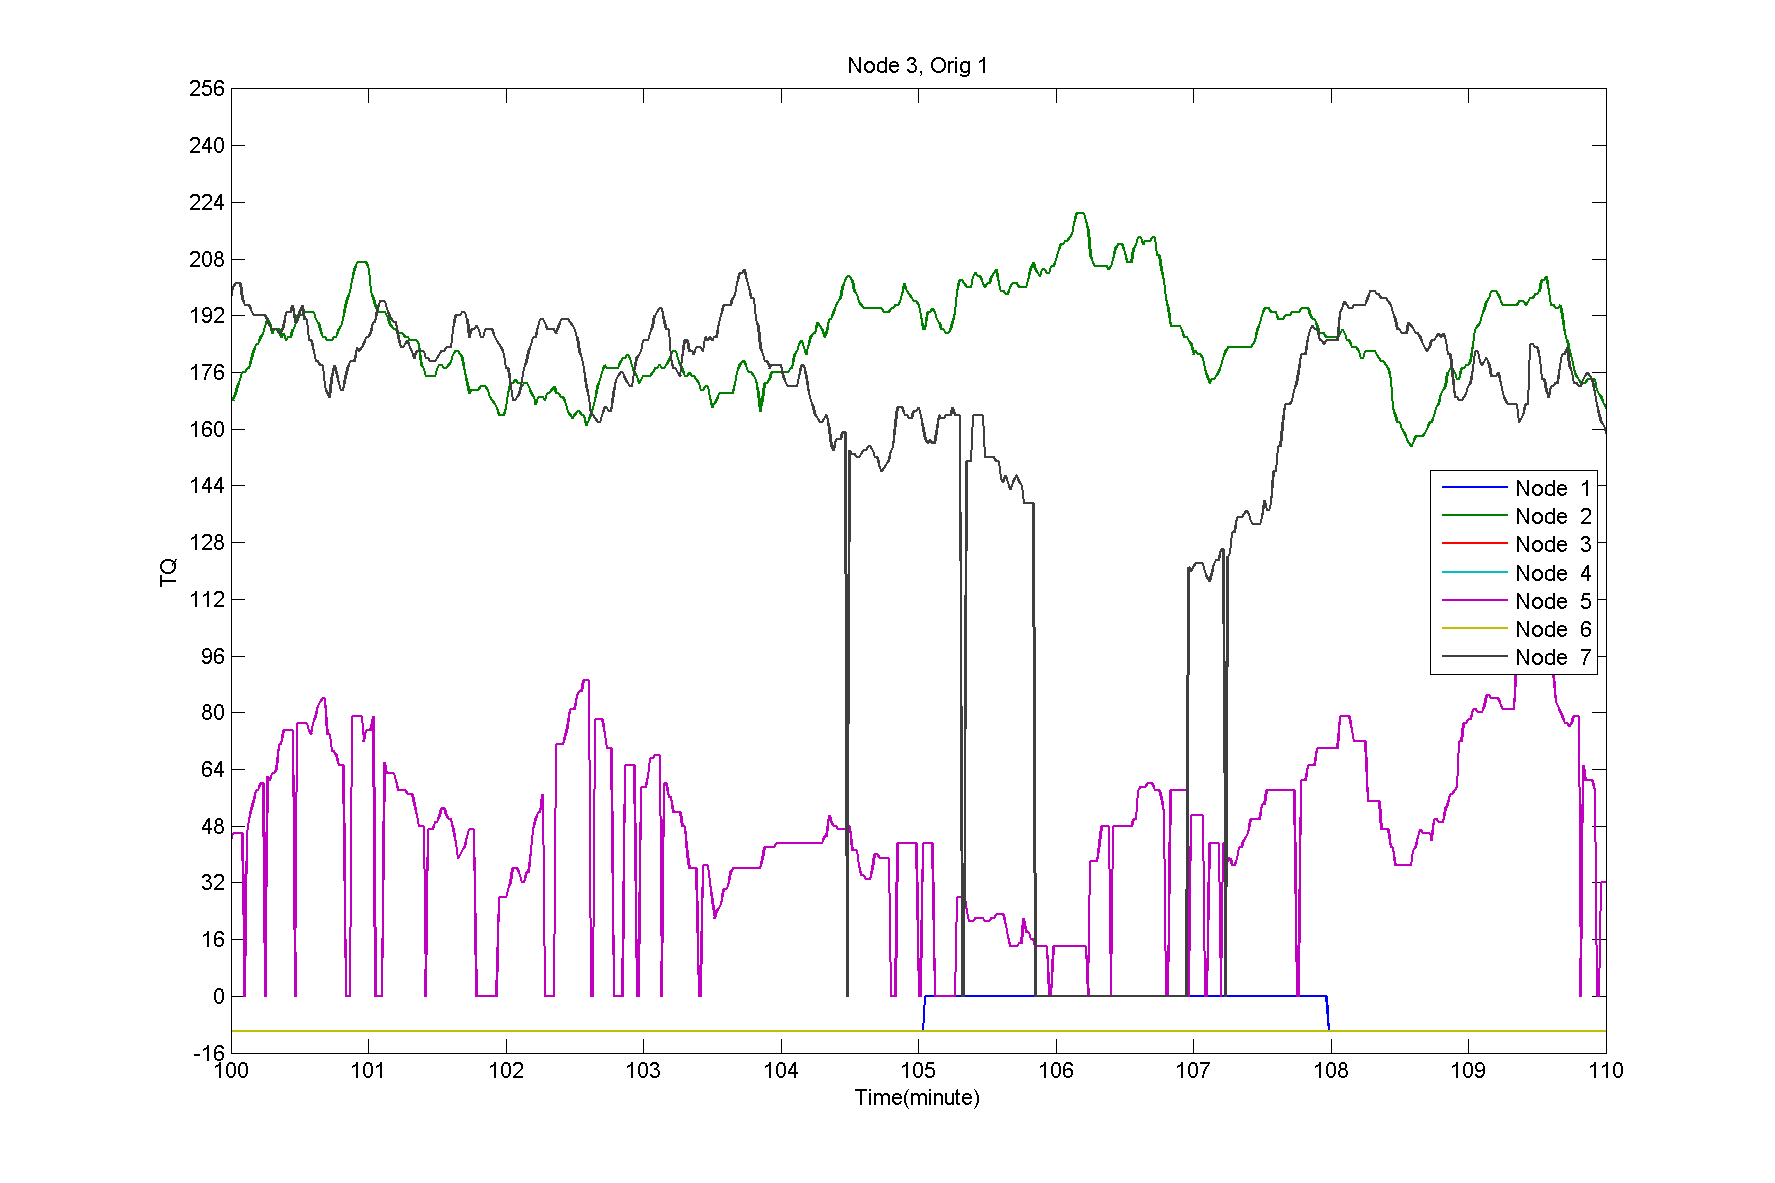 Node 3, Orig 1
256
240
224
208
192
176
160
144
128
112
96
80
64
48
32
16
0
-16
TQ
Node 1
Node 2
Node 3
Node 4
Node 5
Node 6
Node 7
100 101 102 103 104 105 106 107 108 109 110
Time(minute)